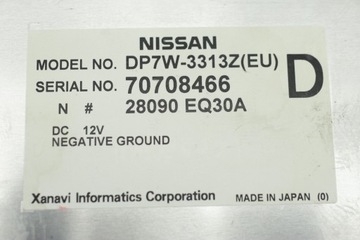 NISSAN
MODEL NO. DP7W-3313Z(EU)
SERIAL NO. 70708466 D
N # 28090 EQ30A
DC 12V
NEGATIVE GROUND
Xanavi Informatics Corporation MADE IN JAPAN (0)